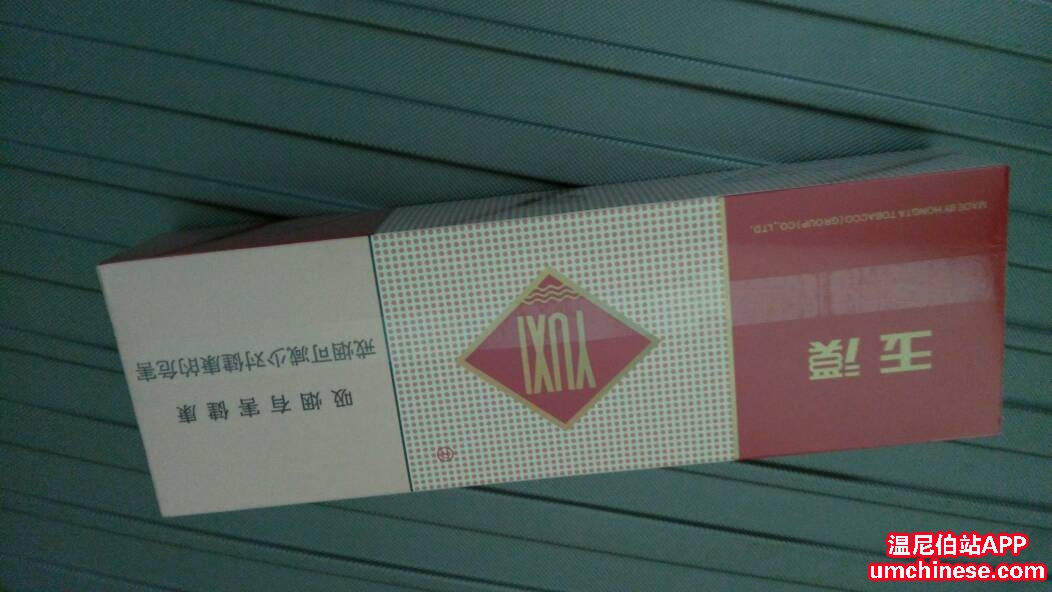 MADE BY HONGTA TOBACCO (GROUP) CO., LTD.
玉溪
YUXI
吸烟有害健康
戒烟可减少对健康的危害
温尼伯站APP
umchinese.com